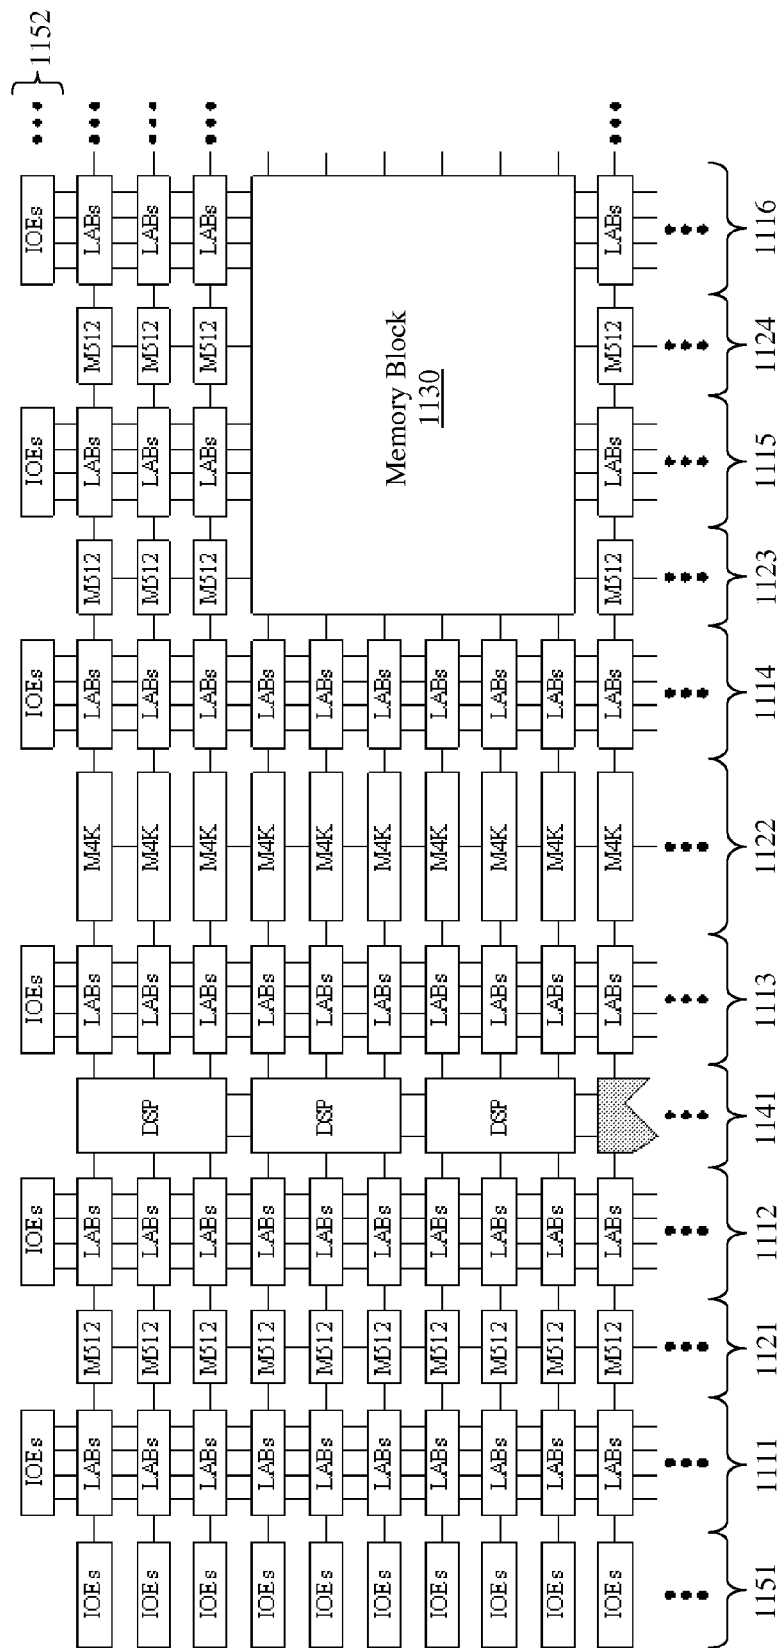 IOEs IOEs IOEs IOEs IOEs IOEs 1152
IOEs LABs M512 LABs LABs M4K LABs M512 LABs M512 LABs
IOEs LABs M512 LABs DSP LABs M4K LABs M512 LABs M512 LABs
IOEs LABs M512 LABs LABs M4K LABs M512 LABs M512 LABs
IOEs LABs M512 LABs LABs M4K LABs
IOEs LABs M512 LABs DSP LABs M4K LABs
IOEs LABs M512 LABs LABs M4K LABs Memory Block
IOEs LABs M512 LABs LABs M4K LABs 1130
IOEs LABs M512 LABs DSP LABs M4K LABs
IOEs LABs M512 LABs LABs M4K LABs
IOEs LABs M512 LABs LABs M4K LABs M512 LABs M512 LABs
1151 1111 1121 1112 1141 1113 1122 1114 1123 1115 1124 1116